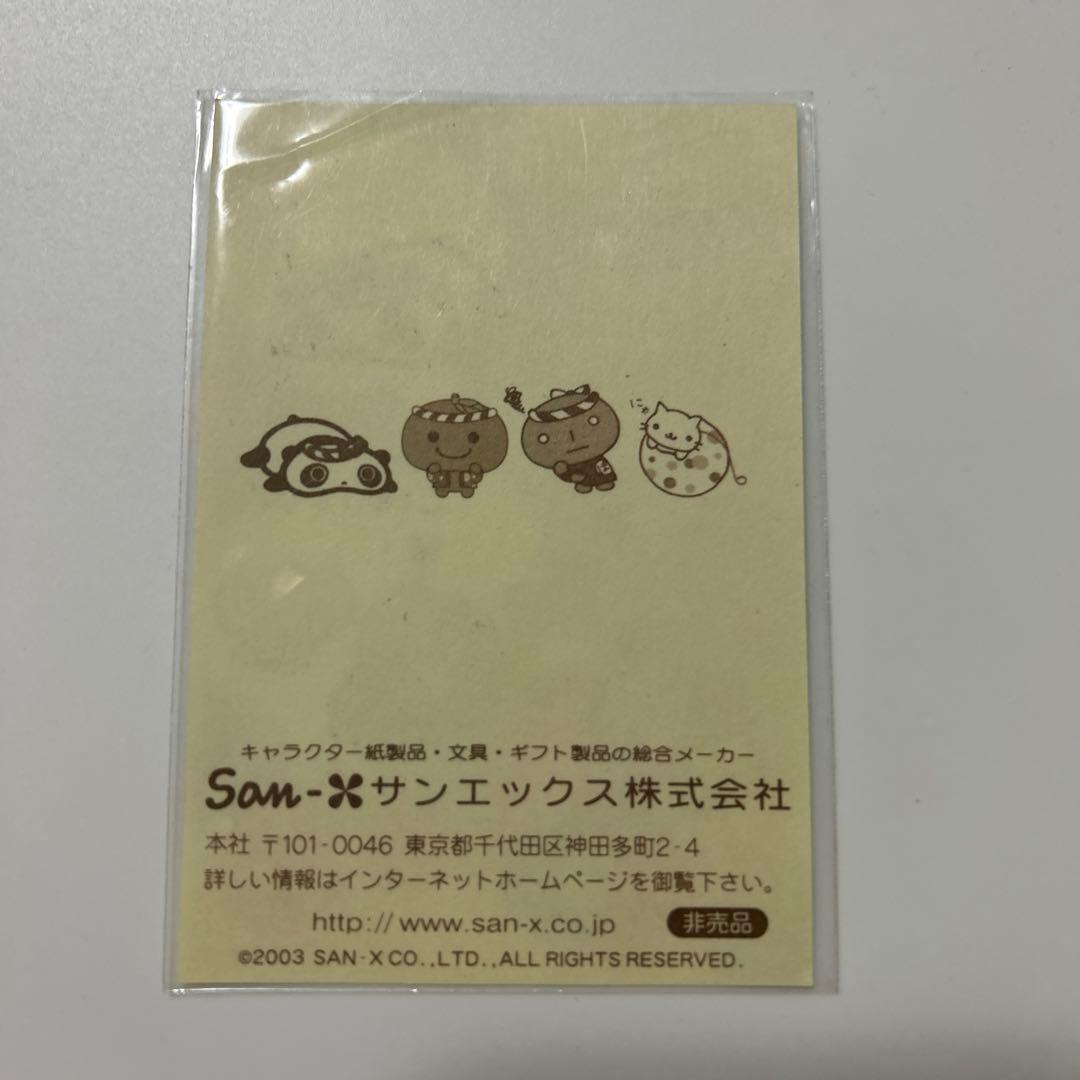 にゃ
キャラクター紙製品・文具・ギフト製品の総合メーカー
San-X サンエックス株式会社
本社 〒101-0046 東京都千代田区神田多町2-4
詳しい情報はインターネットホームページを御覧下さい。
http://www.san-x.co.jp 非売品
©2003 SAN-X CO.,LTD.,ALL RIGHTS RESERVED.